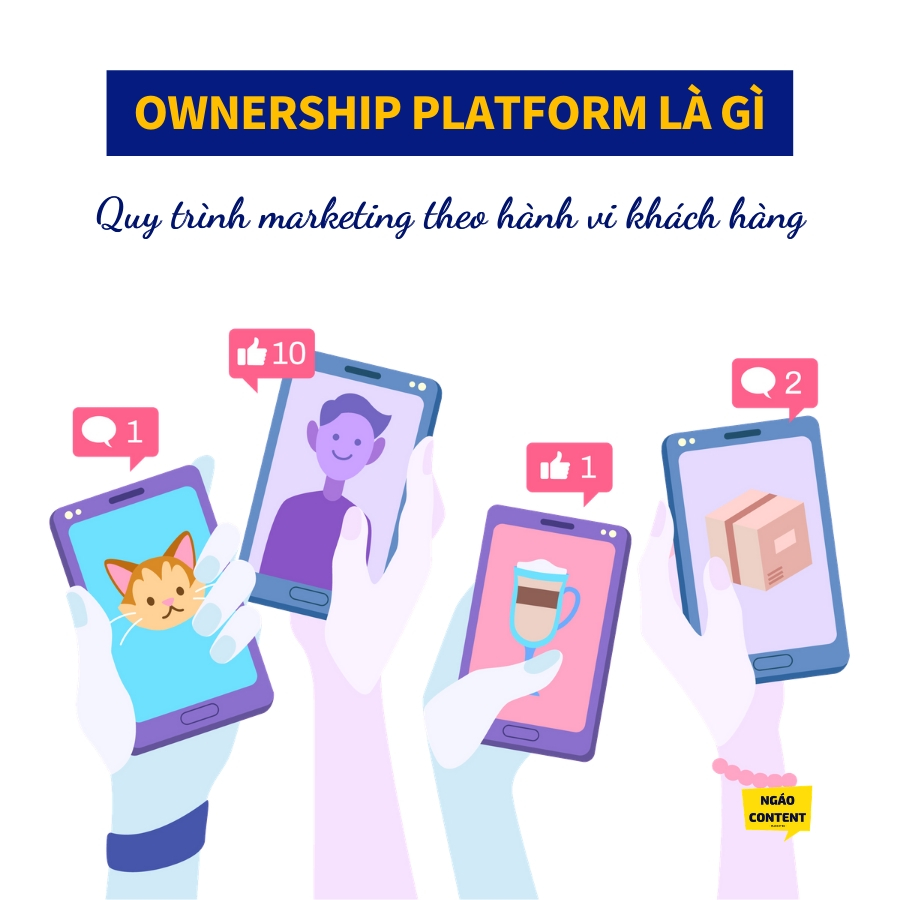 OWNERSHIP PLATFORM LÀ GÌ
Quy trình marketing theo hành vi khách hàng
10
2
1
1
NGÁO
CONTENT